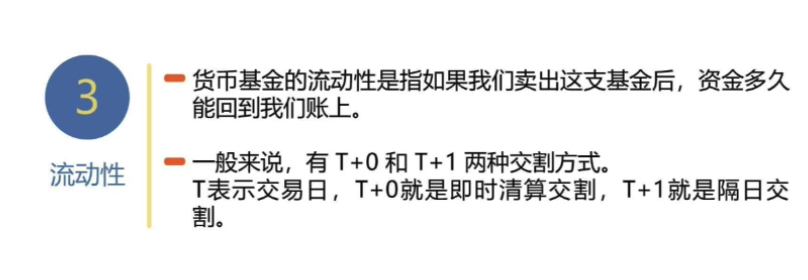 3
流动性
货币基金的流动性是指如果我们卖出这支基金后，资金多久
能回到我们账上。
一般来说，有 T+0 和 T+1 两种交割方式。
T表示交易日，T+0就是即时清算交割，T+1就是隔日交
割。